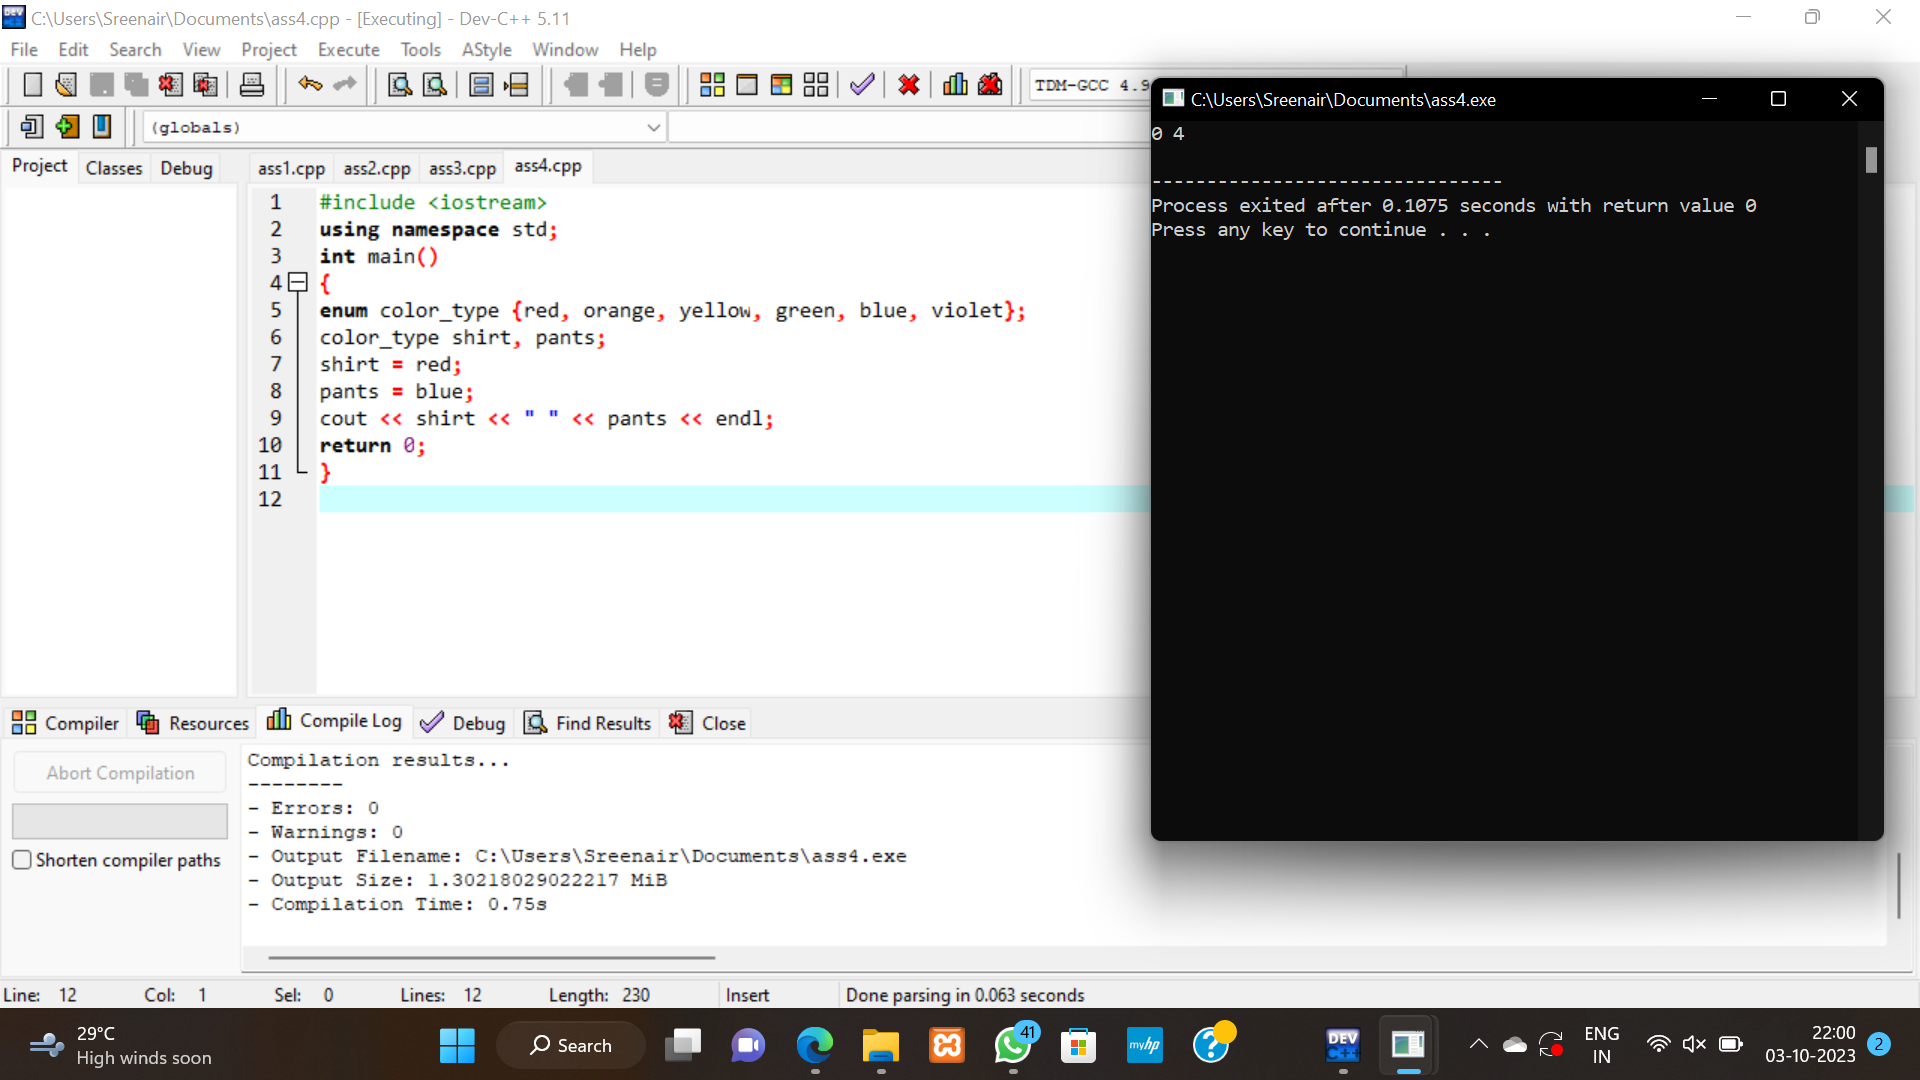 C:\Users\Sreenair\Documents\ass4.cpp - [Executing] - Dev-C++ 5.11
File Edit Search View Project Execute Tools AStyle Window Help
TDM-GCC 4.9
(globals)
Project Classes Debug
ass1.cpp ass2.cpp ass3.cpp ass4.cpp
1 #include <iostream>
2 using namespace std;
3 int main()
4 {
5 enum color_type {red, orange, yellow, green, blue, violet};
6 color_type shirt, pants;
7 shirt = red;
8 pants = blue;
9 cout << shirt << " " << pants << endl;
10 return 0;
11 }
12
C:\Users\Sreenair\Documents\ass4.exe
0 4
--------------------------------
Process exited after 0.1075 seconds with return value 0
Press any key to continue . . .
Compiler Resources Compile Log Debug Find Results Close
Abort Compilation
Shorten compiler paths
Compilation results...
--------
- Errors: 0
- Warnings: 0
- Output Filename: C:\Users\Sreenair\Documents\ass4.exe
- Output Size: 1.30218029022217 MiB
- Compilation Time: 0.75s
Line: 12 Col: 1 Sel: 0 Lines: 12 Length: 230 Insert Done parsing in 0.063 seconds
29°C
High winds soon
Search
41
myhp
DEV
C++
ENG
IN
22:00
03-10-2023
2